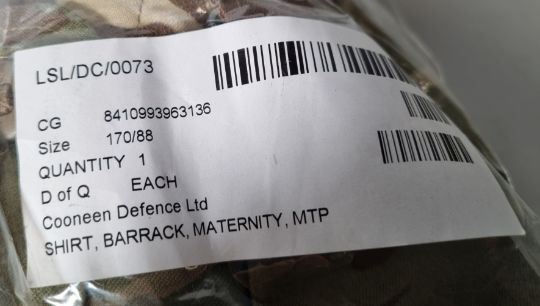 LSL/DC/0073
CG 8410993963136
Size 170/88
QUANTITY 1
D of Q EACH
Cooneen Defence Ltd
SHIRT, BARRACK, MATERNITY, MTP